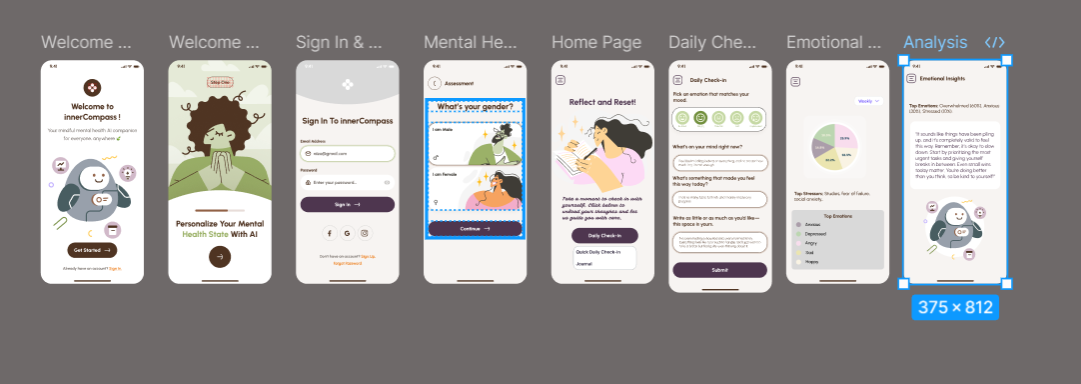 Welcome ...
Welcome ...
Sign In & ...
Mental He...
Home Page
Daily Che...
Emotional ...
Analysis
9:41
Welcome to
innerCompass !
Your mindful mental health AI companion
for everyone, anywhere
Get Started
Already have an account? Sign In.
9:41
Step One
Personalize Your Mental
Health State With AI
9:41
Sign In To innerCompass
Email Address
Password
Enter your password...
Sign In
Don't have an account? Sign Up.
Forgot Password
9:41
Assessment
What's your gender?
I am Male
I am Female
Continue
9:41
Reflect and Reset!
Take a moment to check in with
yourself. Click below to
unload your thoughts and let
us guide you with care.
Daily Check-in
Quick Daily Check-in
Journal
9:41
Daily Check-in
Pick an emotion that matches your
mood:
What's on your mind right now?
What's something that made you feel
this way today?
Write as little or as much as you'd like—
this space is yours.
Submit
9:41
Weekly
Top Stressors: Studies, fear of failure,
social anxiety.
Top Emotions
Anxious
Depressed
Angry
Sad
Happy
9:41
Emotional Insights
Top Emotions: Overwhelmed (40%), Anxious
(30%), Stressed (20%).
"It sounds like things have been piling
up, and it's completely valid to feel
this way. Remember, it's okay to slow
down. Start by prioritizing the most
urgent tasks and giving yourself
breaks in between. Even small wins
today matter. You're doing better
than you think, so be kind to yourself"
375 × 812